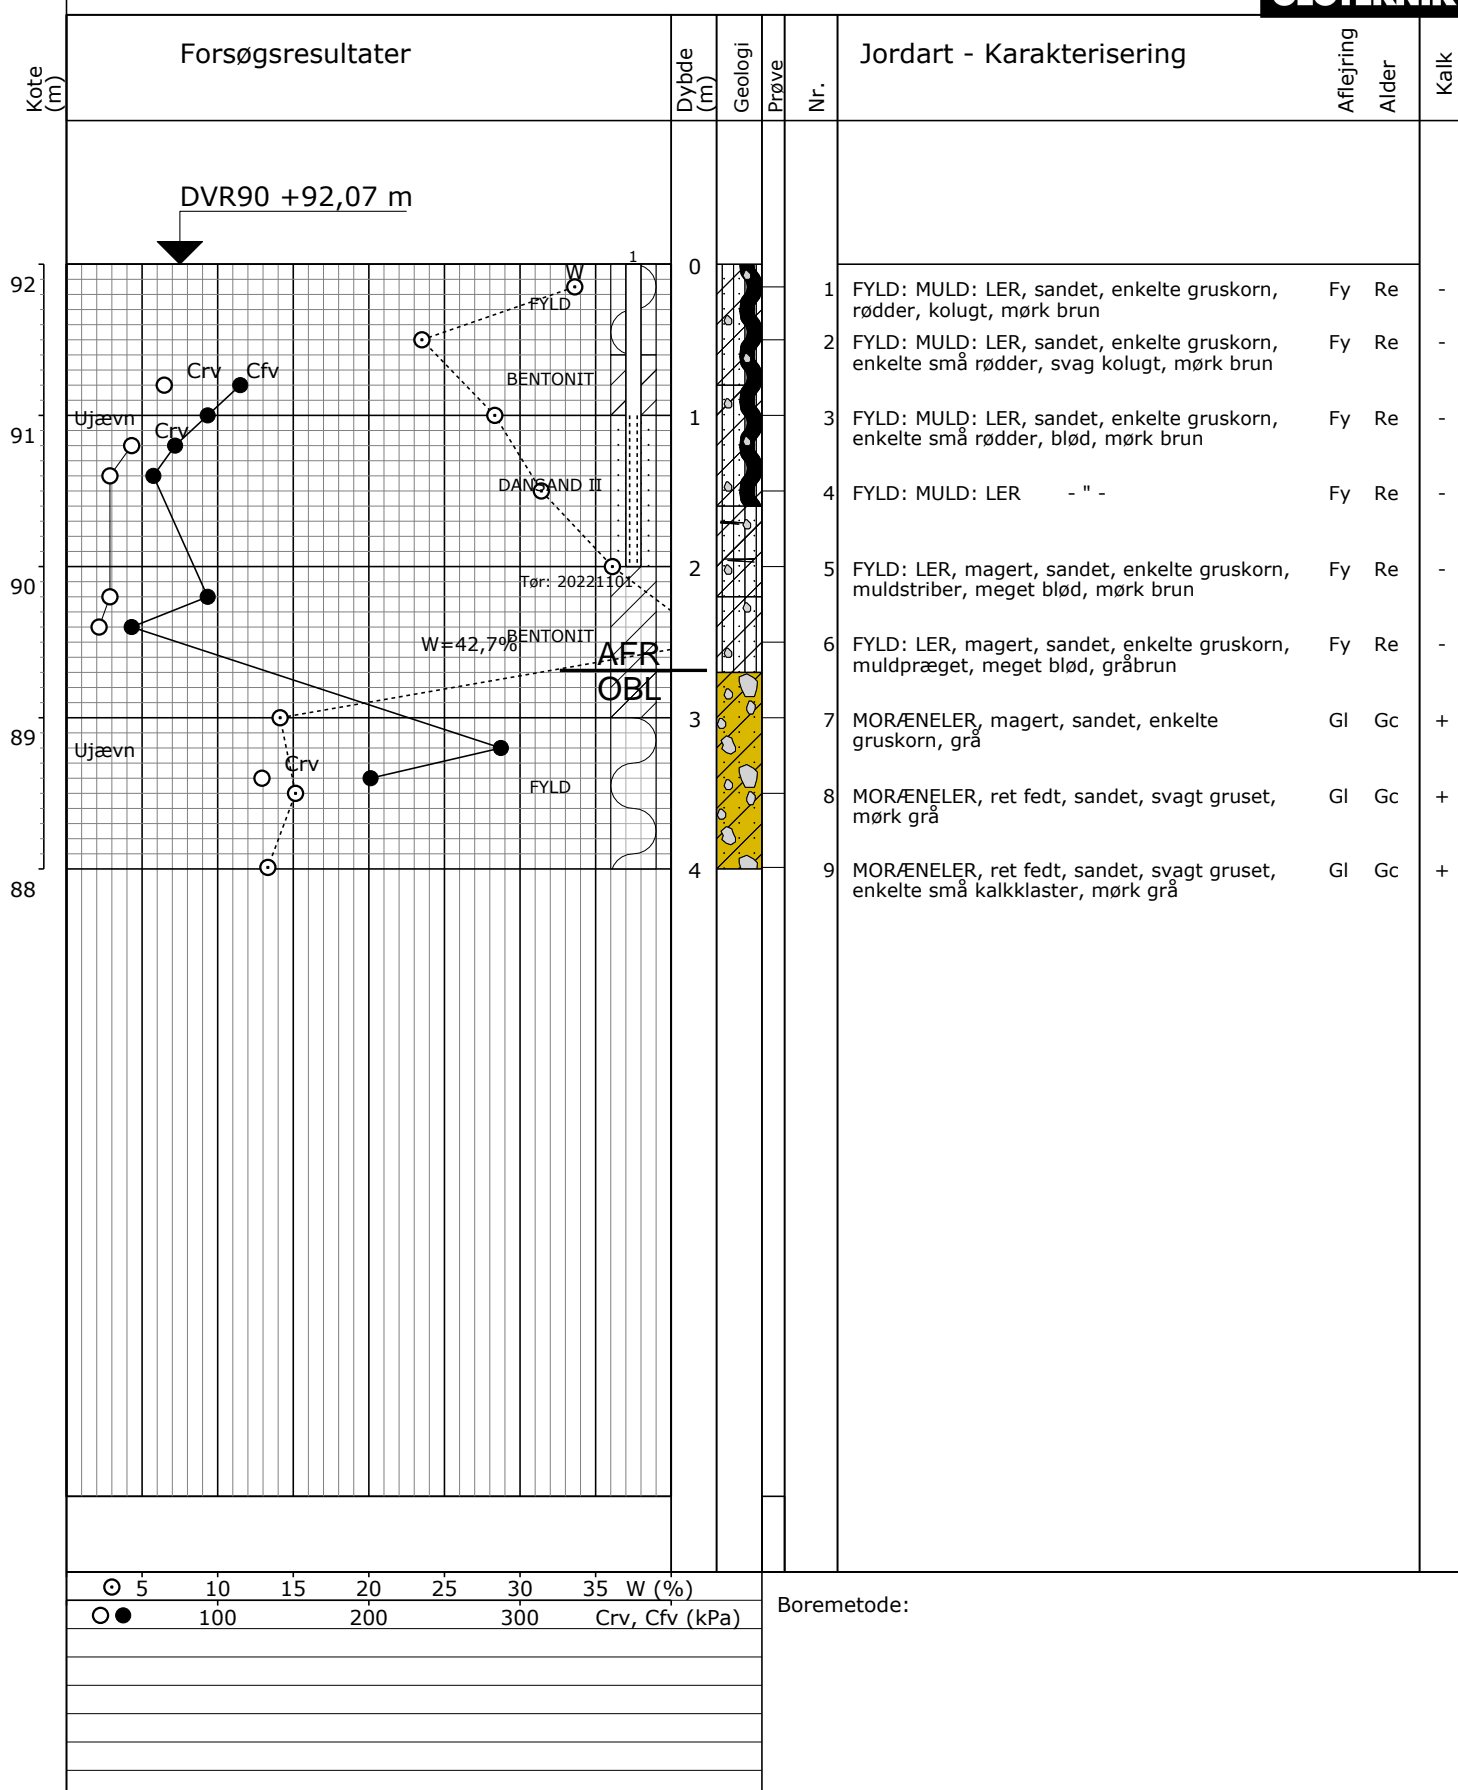 Kote (m)
Forsøgsresultater
Dybde (m)
Geologi
Prøve
Nr.
Jordart - Karakterisering
Aflejring
Alder
Kalk
DVR90 +92,07 m
92
91
90
89
88
0
1
2
3
4
1
W
FYLD
Crv
Cfv
BENTONIT
Ujævn
Crv
DANSAND II
Tør: 20221101
W=42,7%
BENTONIT
AFR
OBL
Ujævn
Crv
FYLD
1 FYLD: MULD: LER, sandet, enkelte gruskorn, Fy Re -
rødder, kolugt, mørk brun
2 FYLD: MULD: LER, sandet, enkelte gruskorn, Fy Re -
enkelte små rødder, svag kolugt, mørk brun
3 FYLD: MULD: LER, sandet, enkelte gruskorn, Fy Re -
enkelte små rødder, blød, mørk brun
4 FYLD: MULD: LER - " - Fy Re -
5 FYLD: LER, magert, sandet, enkelte gruskorn, Fy Re -
muldstriber, meget blød, mørk brun
6 FYLD: LER, magert, sandet, enkelte gruskorn, Fy Re -
muldpræget, meget blød, gråbrun
7 MORÆNELER, magert, sandet, enkelte Gl Gc +
gruskorn, grå
8 MORÆNELER, ret fedt, sandet, svagt gruset, Gl Gc +
mørk grå
9 MORÆNELER, ret fedt, sandet, svagt gruset, Gl Gc +
enkelte små kalkklaster, mørk grå
5 10 15 20 25 30 35 W (%)
100 200 300 Crv, Cfv (kPa)
Boremetode: